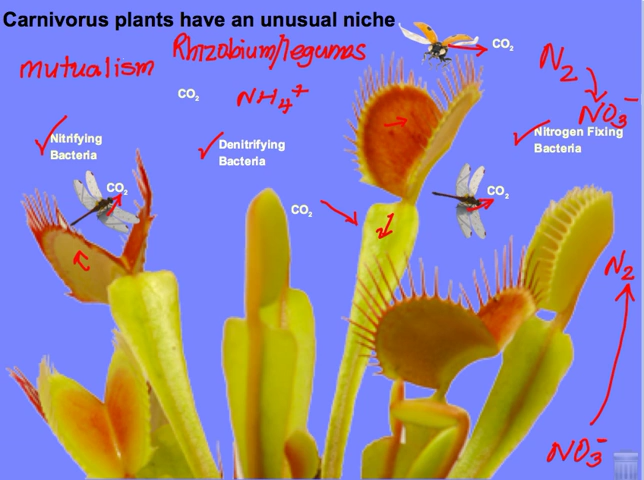 Carnivorus plants have an unusual niche
CO2
mutualism
Rhizobium/legumes
N2
CO2
NH4+
NO3-
Nitrifying
Bacteria
Denitrifying
Bacteria
Nitrogen Fixing
Bacteria
CO2
CO2
CO2
N2
NO3-